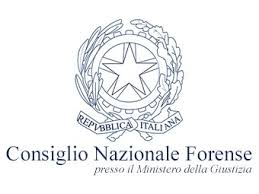 REPVBBLICA ITALIANA
Consiglio Nazionale Forense
presso il Ministero della Giustizia